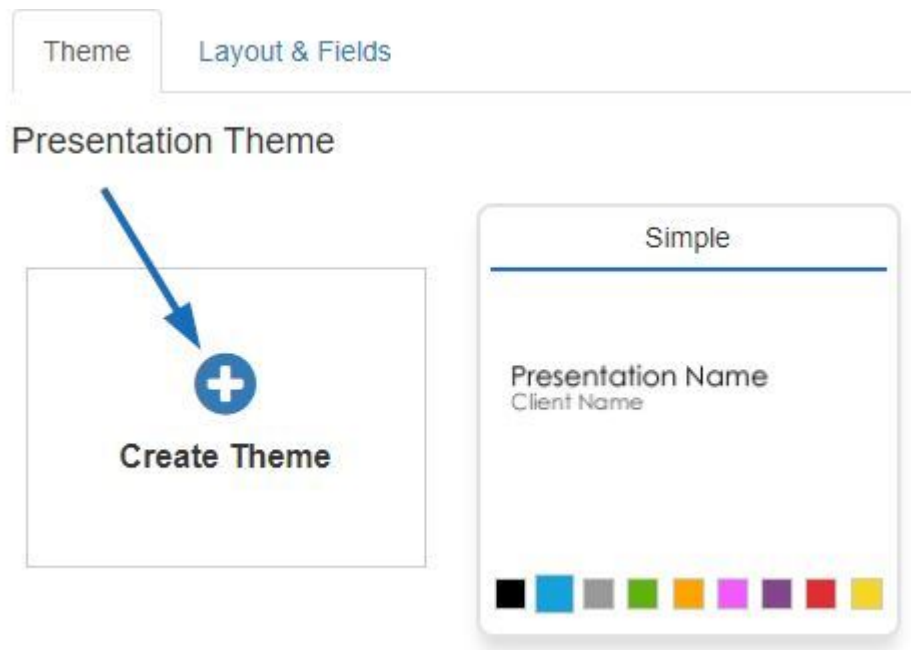 Theme
Layout & Fields
Presentation Theme
Create Theme
Simple
Presentation Name
Client Name